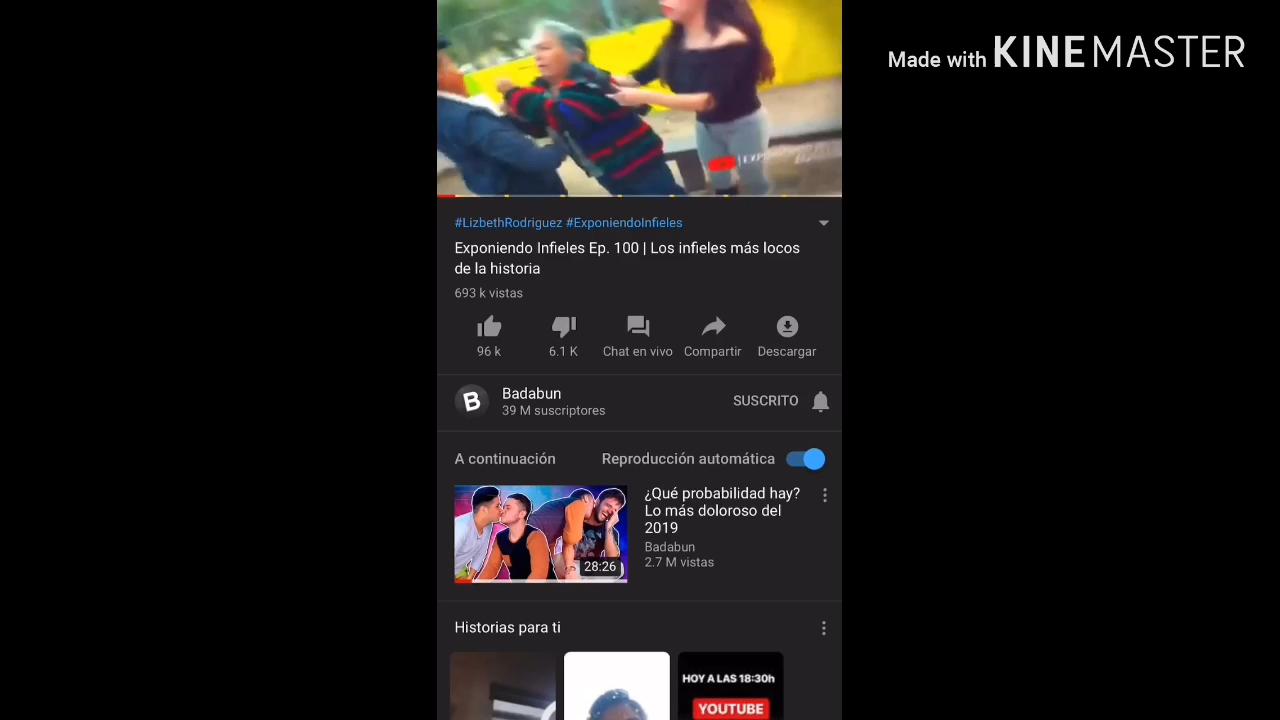 Made with KINEMASTER
#LizbethRodriguez #ExponiendoInfieles
Exponiendo Infieles Ep. 100 | Los infieles más locos
de la historia
693 k vistas
96 k
6.1 K
Chat en vivo
Compartir
Descargar
B
Badabun
39 M suscriptores
SUSCRITO
A continuación
Reproducción automática
¿Qué probabilidad hay?
Lo más doloroso del
2019
Badabun
2.7 M vistas
28:26
Historias para ti
HOY A LAS 18:30h
YOUTUBE